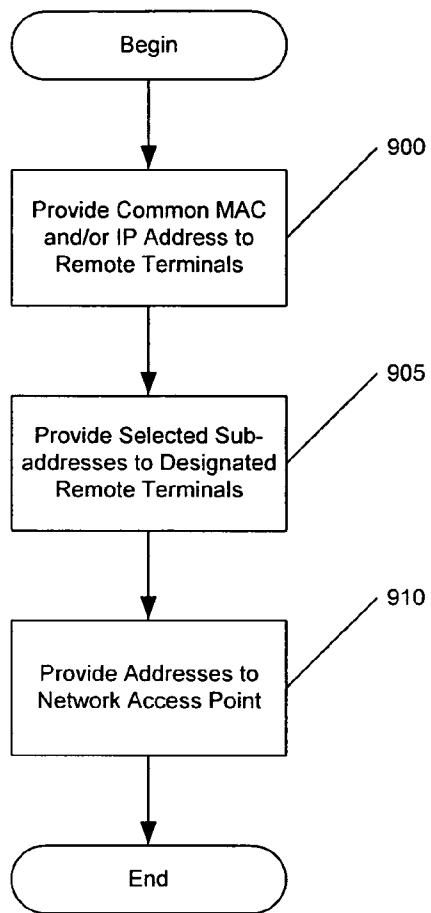 Begin
900
Provide Common MAC
and/or IP Address to
Remote Terminals
905
Provide Selected Sub-
addresses to Designated
Remote Terminals
910
Provide Addresses to
Network Access Point
End